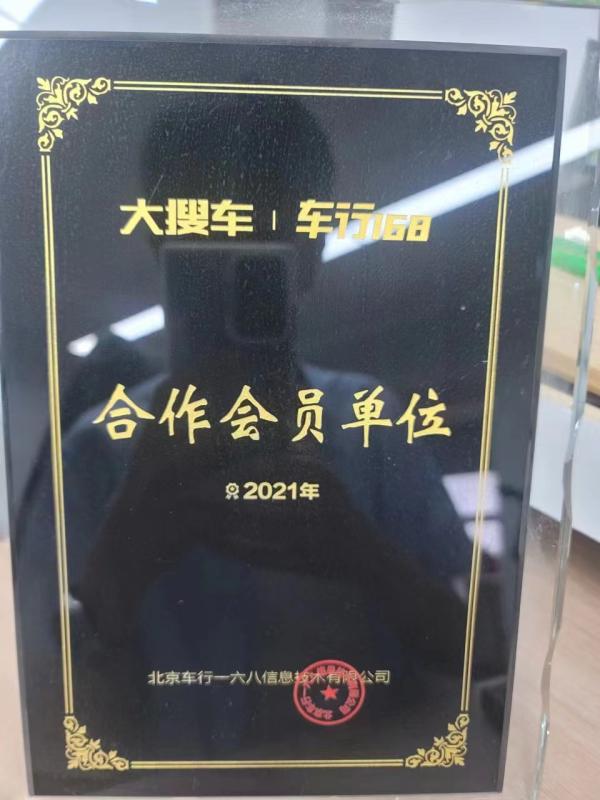 大搜车 | 车行168
合作会员单位
2021年
北京车行一六八信息技术有限公司